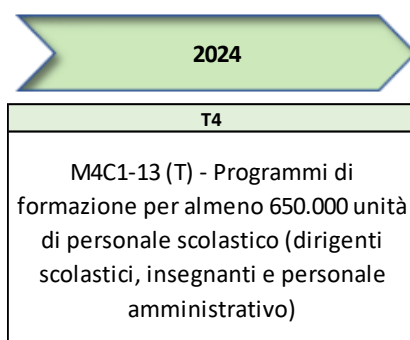 2024
T4
M4C1-13 (T) - Programmi di
formazione per almeno 650.000 unità
di personale scolastico (dirigenti
scolastici, insegnanti e personale
amministrativo)